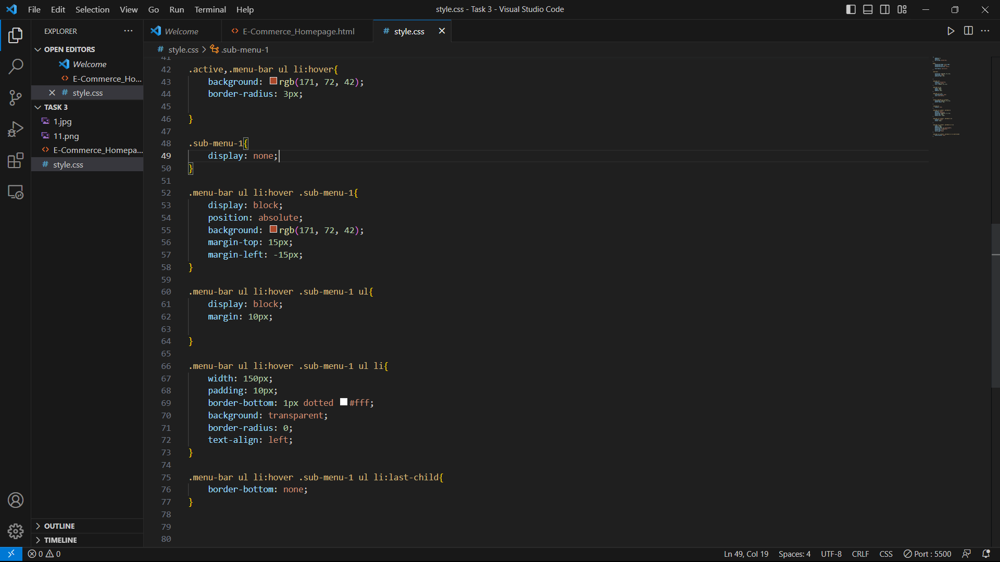 File Edit Selection View Go Run Terminal Help
style.css - Task 3 - Visual Studio Code
EXPLORER
OPEN EDITORS
Welcome
E-Commerce_Ho...
style.css
TASK 3
1.jpg
11.png
E-Commerce_Homepa...
style.css
OUTLINE
TIMELINE
Welcome
E-Commerce_Homepage.html
style.css
style.css > .sub-menu-1
41
42 .active,.menu-bar ul li:hover{
43 background: rgb(171, 72, 42);
44 border-radius: 3px;
45
46 }
47
48 .sub-menu-1{
49 display: none;
50 }
51
52 .menu-bar ul li:hover .sub-menu-1{
53 display: block;
54 position: absolute;
55 background: rgb(171, 72, 42);
56 margin-top: 15px;
57 margin-left: -15px;
58 }
59
60 .menu-bar ul li:hover .sub-menu-1 ul{
61 display: block;
62 margin: 10px;
63
64 }
65
66 .menu-bar ul li:hover .sub-menu-1 ul li{
67 width: 150px;
68 padding: 10px;
69 border-bottom: 1px dotted #fff;
70 background: transparent;
71 border-radius: 0;
72 text-align: left;
73 }
74
75 .menu-bar ul li:hover .sub-menu-1 ul li:last-child{
76 border-bottom: none;
77 }
78
79
80
0 0
Ln 49, Col 19 Spaces: 4 UTF-8 CRLF CSS Port : 5500